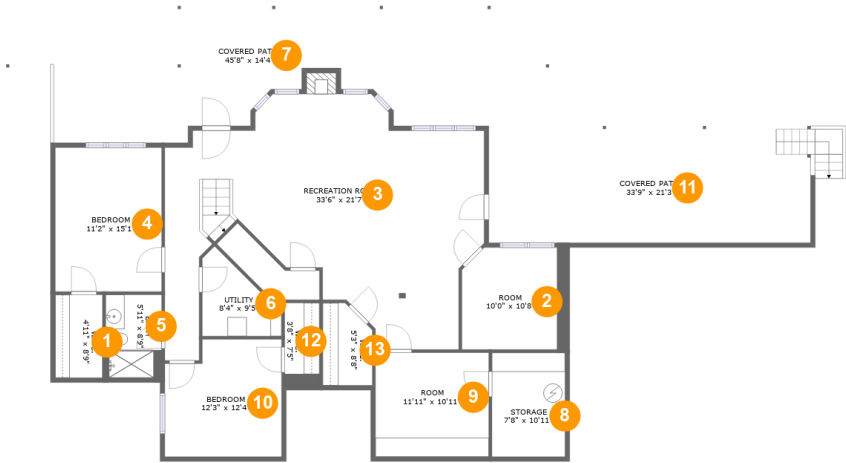 COVERED PAT
45'8" x 14'4
7
RECREATION RO
33'6" x 21'7
3
COVERED PAT
33'9" x 21'3
11
BEDROOM
11'2" x 15'1
4
UTILITY
8'4" x 9'5
6
ROOM
10'0" x 10'8
2
4'11" x 8'9"
1
5'11" x 8'9"
5
3'8" x 7'5"
12
5'3" x 8'8"
13
BEDROOM
12'3" x 12'4
10
ROOM
11'11" x 10'11
9
STORAGE
7'8" x 10'11
8